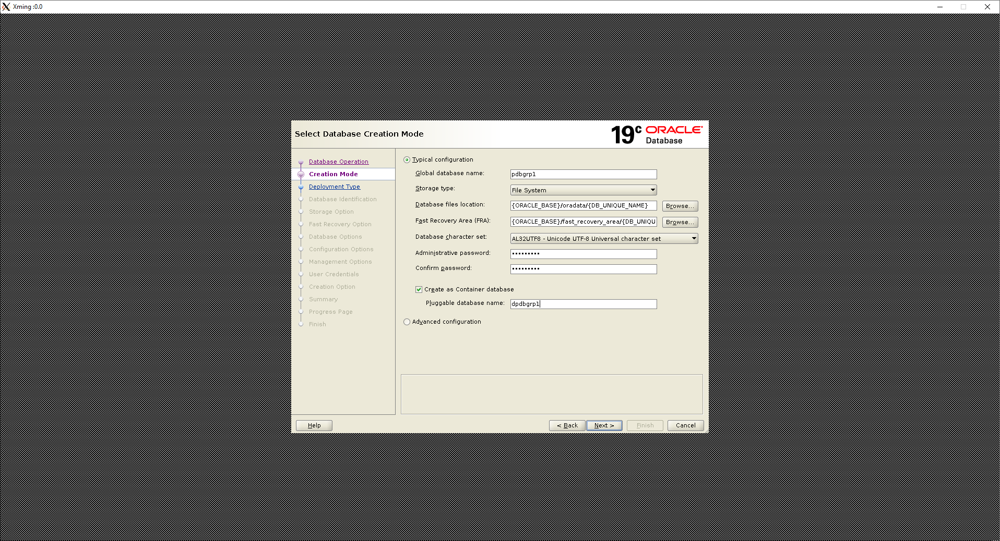 Xming :0.0
Select Database Creation Mode
19c ORACLE
Database
Database Operation
Creation Mode
Deployment Type
Database Identification
Storage Option
Fast Recovery Option
Database Options
Configuration Options
Management Options
User Credentials
Creation Option
Summary
Progress Page
Finish
Typical configuration
Global database name: pdbgrp1
Storage type: File System
Database files location: {ORACLE_BASE}/oradata/{DB_UNIQUE_NAME} Browse...
Fast Recovery Area (FRA): {ORACLE_BASE}/fast_recovery_area/{DB_UNIQU Browse...
Database character set: AL32UTF8 - Unicode UTF-8 Universal character set
Administrative password: •••••••••
Confirm password: •••••••••
Create as Container database
Pluggable database name: dpdbgrp1
Advanced configuration
Help < Back Next > Finish Cancel